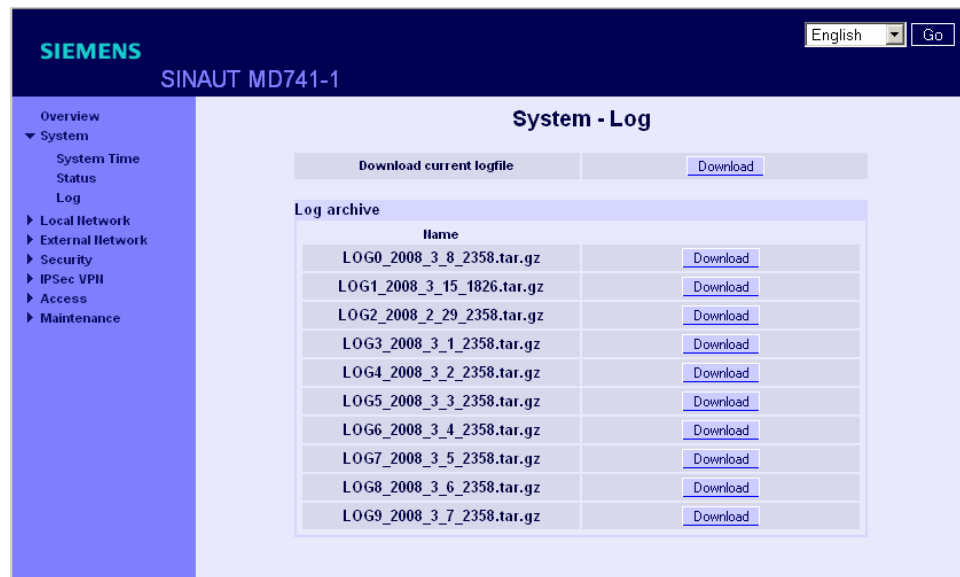 SIEMENS
English
Go
SINAUT MD741-1
Overview
System
System Time
Status
Log
Local Network
External Network
Security
IPSec VPN
Access
Maintenance
System - Log
Download current logfile Download
Log archive
Name
LOG0_2008_3_8_2358.tar.gz Download
LOG1_2008_3_15_1826.tar.gz Download
LOG2_2008_2_29_2358.tar.gz Download
LOG3_2008_3_1_2358.tar.gz Download
LOG4_2008_3_2_2358.tar.gz Download
LOG5_2008_3_3_2358.tar.gz Download
LOG6_2008_3_4_2358.tar.gz Download
LOG7_2008_3_5_2358.tar.gz Download
LOG8_2008_3_6_2358.tar.gz Download
LOG9_2008_3_7_2358.tar.gz Download